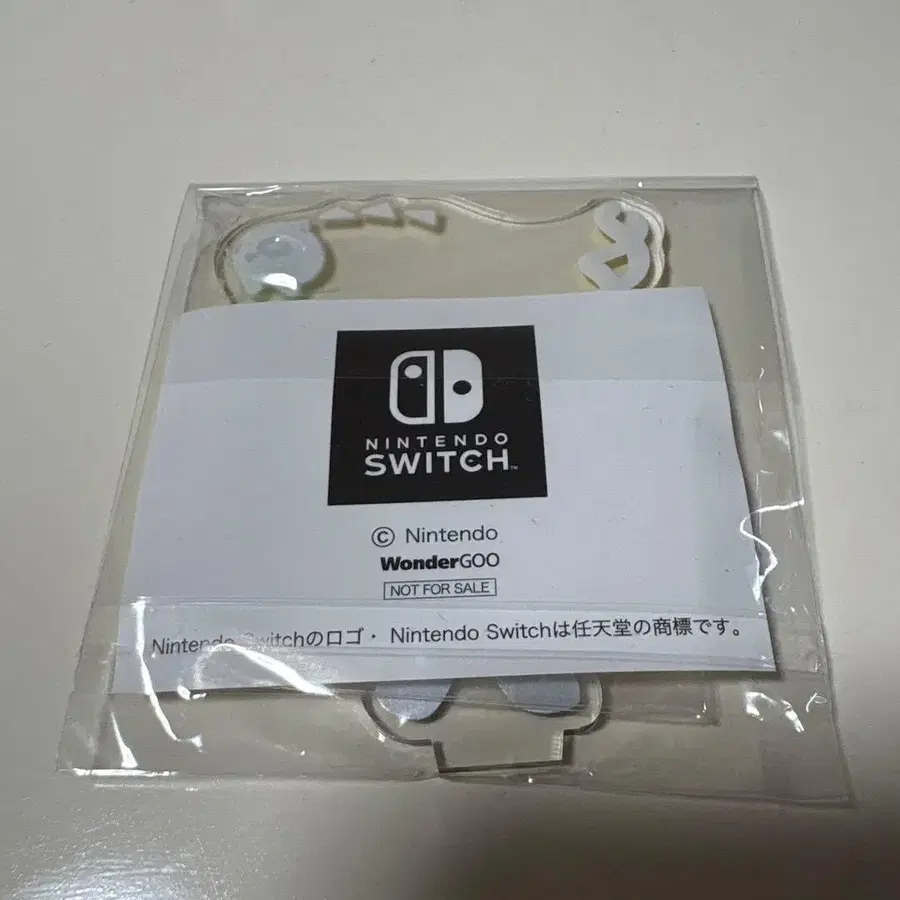 NINTENDO
SWITCH™
© Nintendo
WonderGOO
NOT FOR SALE
Nintendo Switchのロゴ・ Nintendo Switchは任天堂の商標です。